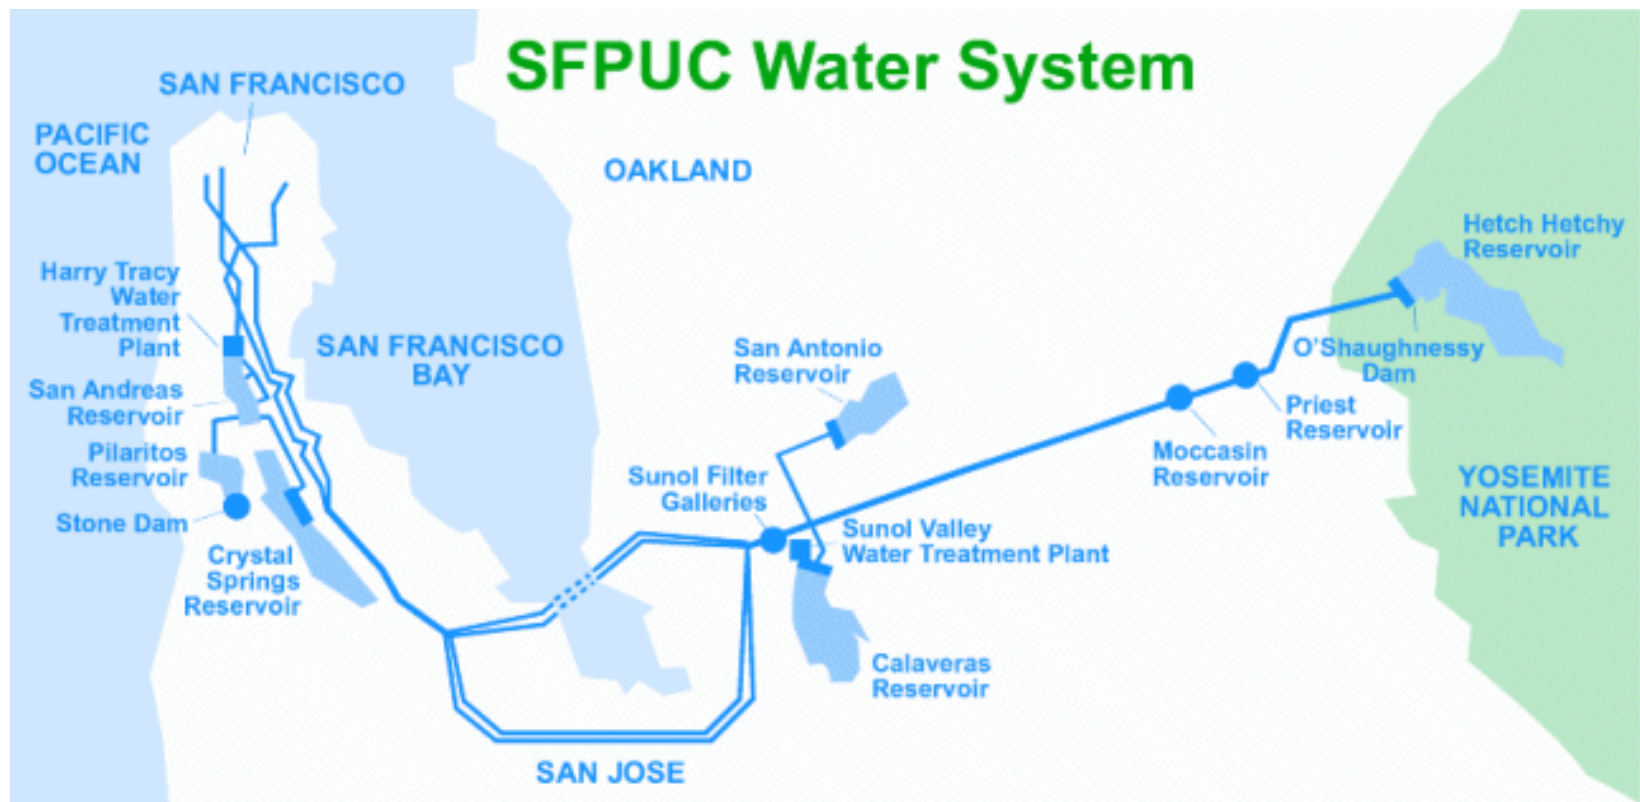 SFPUC Water System
SAN FRANCISCO
PACIFIC
OCEAN
OAKLAND
Hetch Hetchy
Reservoir
Harry Tracy
Water
Treatment
Plant
SAN FRANCISCO
BAY
San Antonio
Reservoir
O'Shaughnessy
Dam
San Andreas
Reservoir
Priest
Reservoir
Pilaritos
Reservoir
Moccasin
Reservoir
Sunol Filter
Galleries
YOSEMITE
NATIONAL
PARK
Stone Dam
Sunol Valley
Water Treatment Plant
Crystal
Springs
Reservoir
Calaveras
Reservoir
SAN JOSE